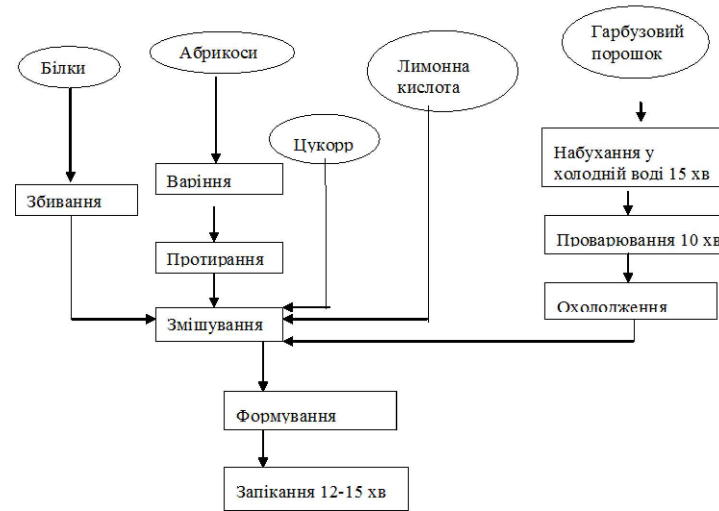 Білки
Абрикоси
Лимонна
кислота
Гарбузовий
порошок
Цукорр
Збивання
Варіння
Набухання у
холодній воді 15 хв
Протирання
Проварювання 10 хв
Змішування
Охолодження
Формування
Запікання 12-15 хв